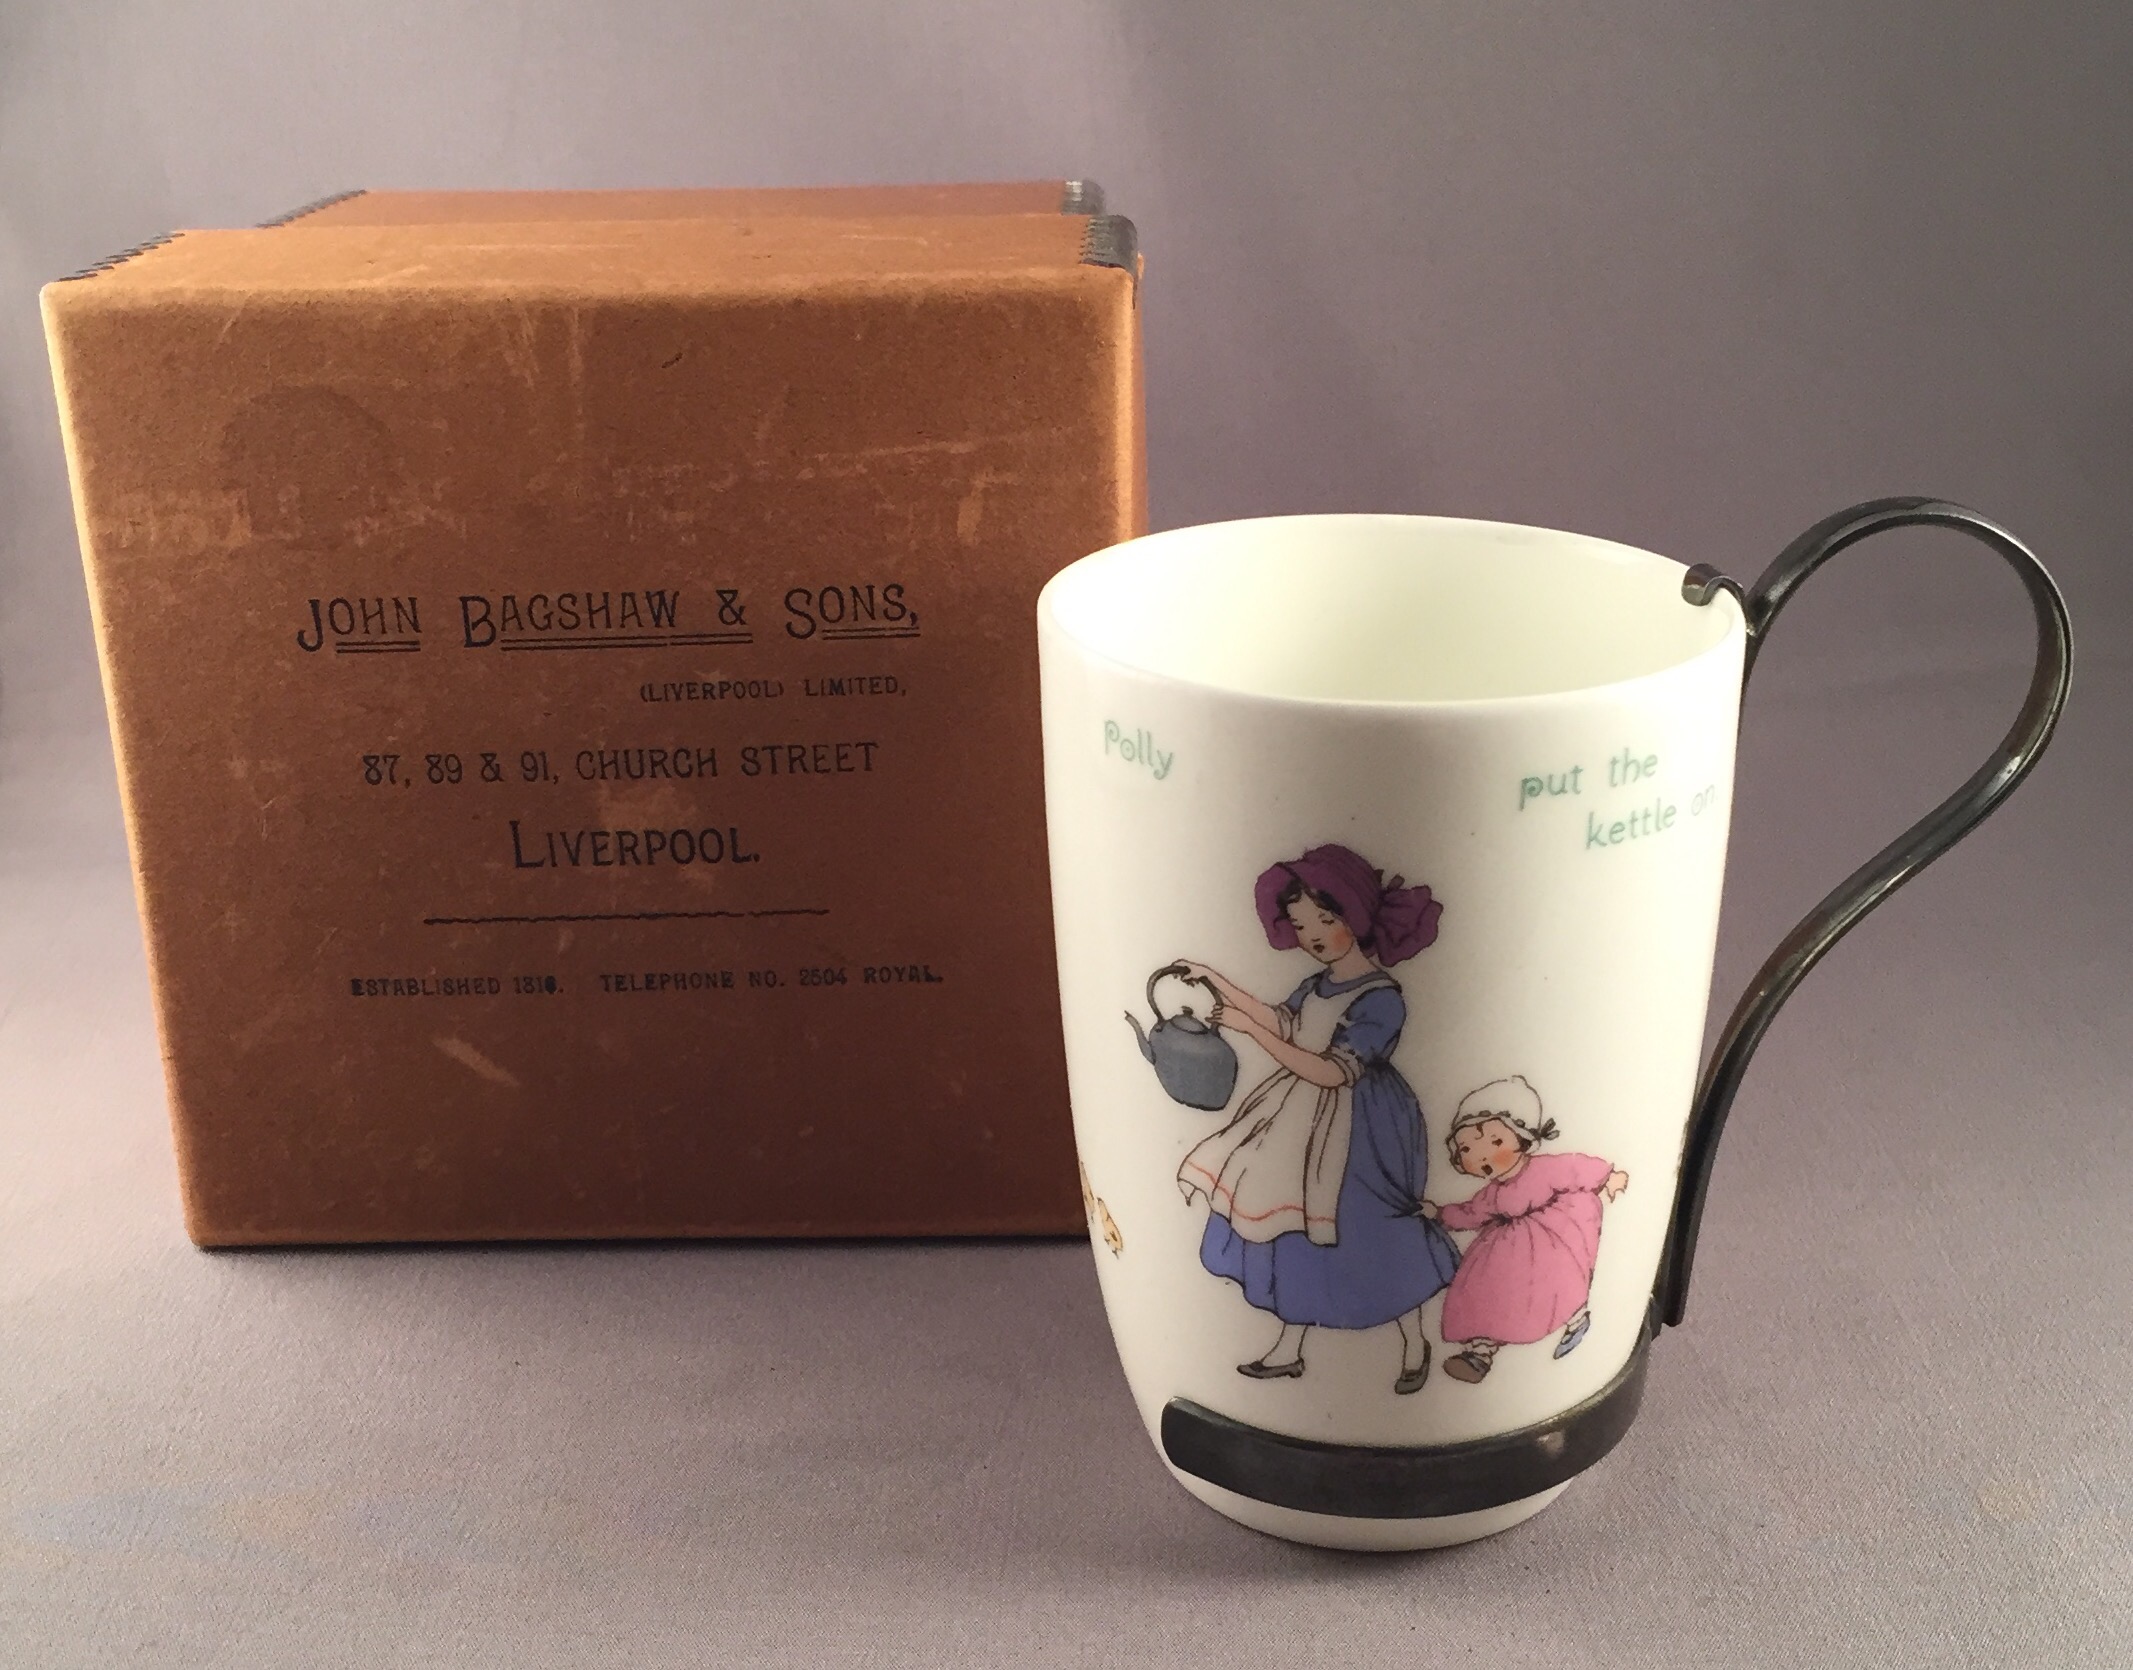 JOHN BAGSHAW & SONS,
(LIVERPOOL) LIMITED,
87, 89 & 91, CHURCH STREET
LIVERPOOL.
ESTABLISHED TELEPHONE NO. 2504 ROYAL.
Polly
put the
kettle on.